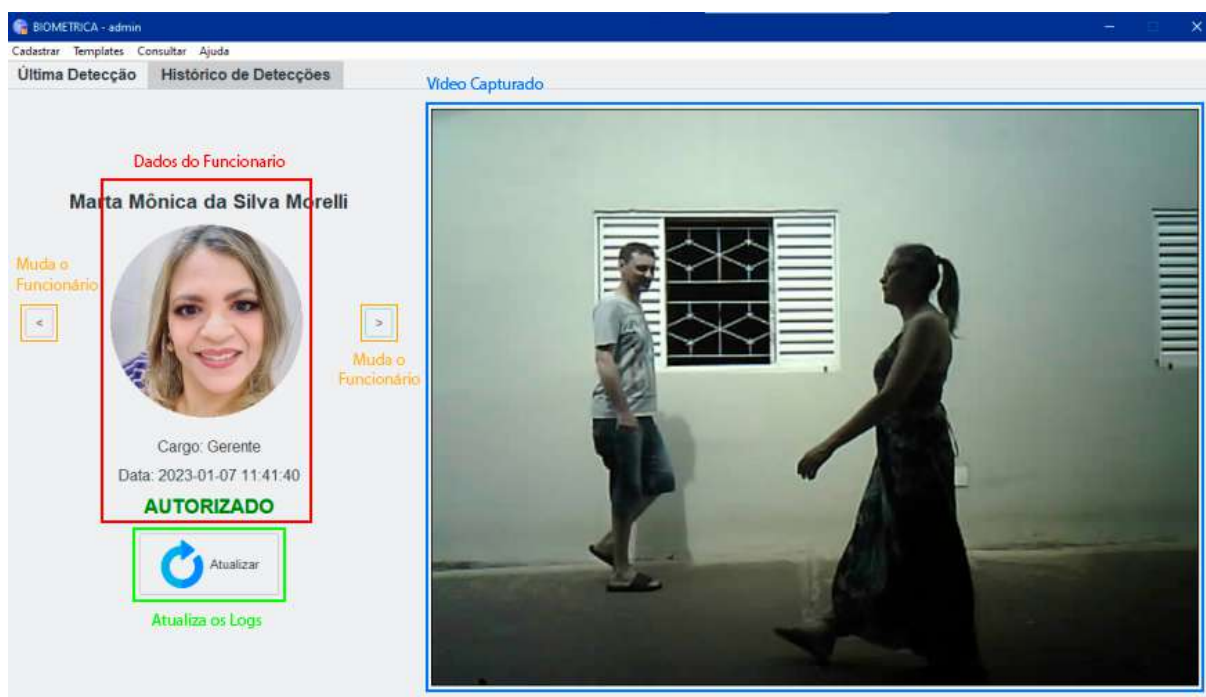 BIOMETRICA - admin
Cadastrar Templates Consultar Ajuda
Última Detecção Histórico de Detecções
Vídeo Capturado
Dados do Funcionario
Marta Mônica da Silva Morelli
Muda o
Funcionário
<
>
Muda o
Funcionário
Cargo: Gerente
Data: 2023-01-07 11:41:40
AUTORIZADO
Atualizar
Atualiza os Logs